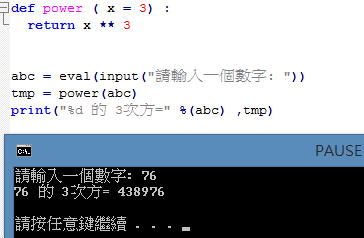 def power ( x = 3) :
return x ** 3
abc = eval(input("請輸入一個數字: "))
tmp = power(abc)
print("%d 的 3次方=" %(abc) ,tmp)
C:\.
PAUSE
請輸入一個數字: 76
76 的 3次方= 438976
請按任意鍵繼續 . . .